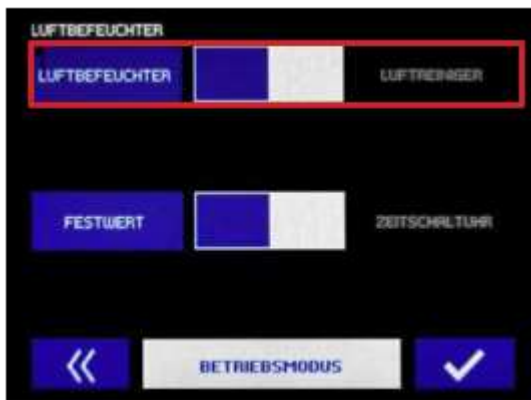 LUFTBEFEUCHTER
LUFTBEFEUCHTER LUFTREINIGER
FESTWERT ZEITSCHALTUHR
BETRIEBSMODUS